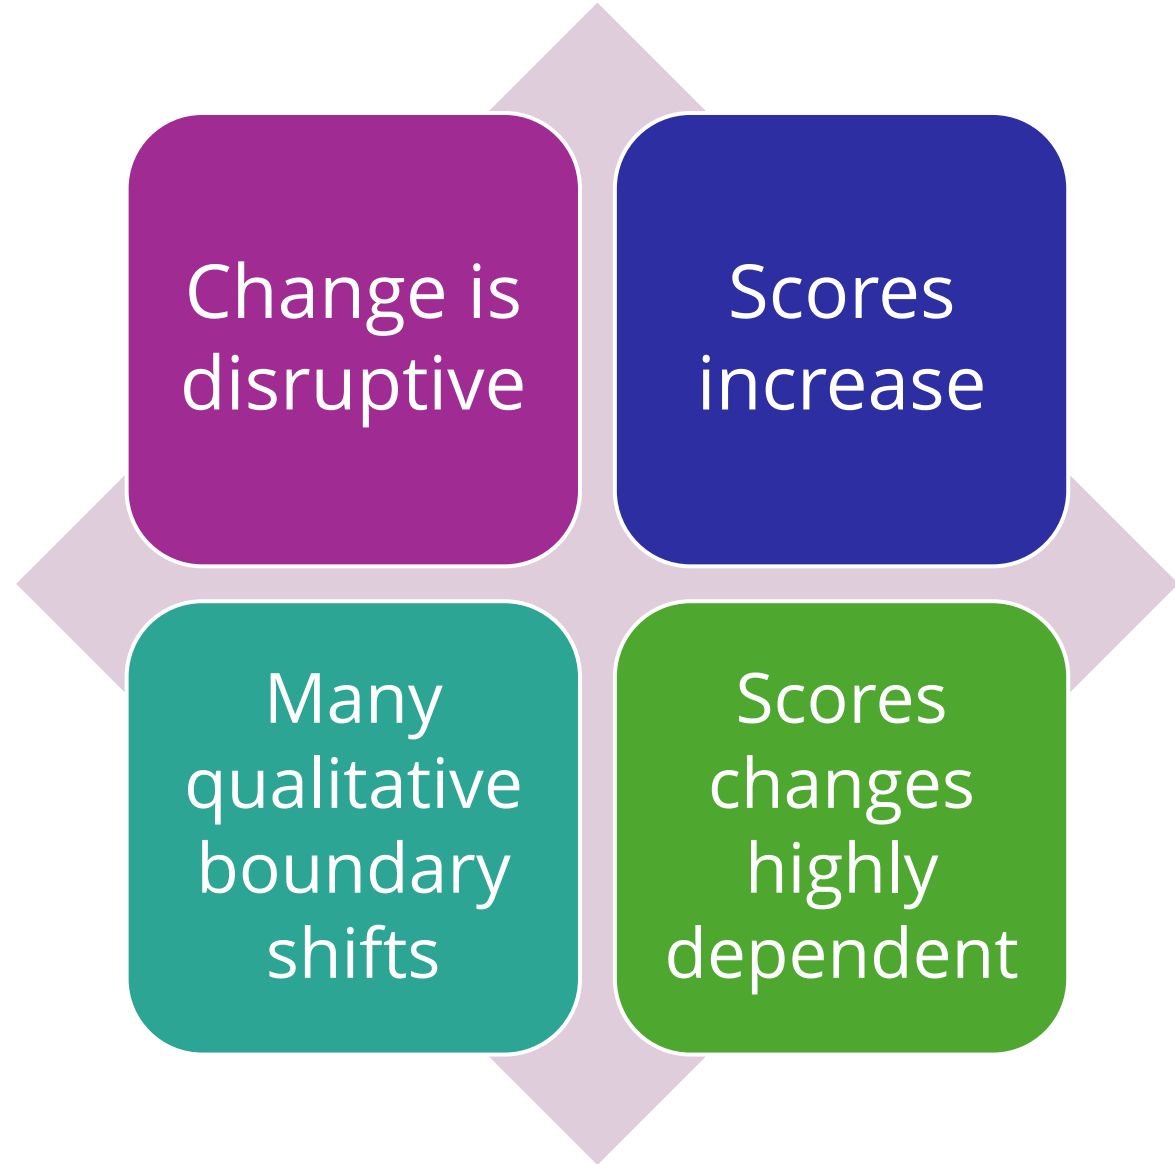 Change is
disruptive
Scores
increase
Many
qualitative
boundary
shifts
Scores
changes
highly
dependent